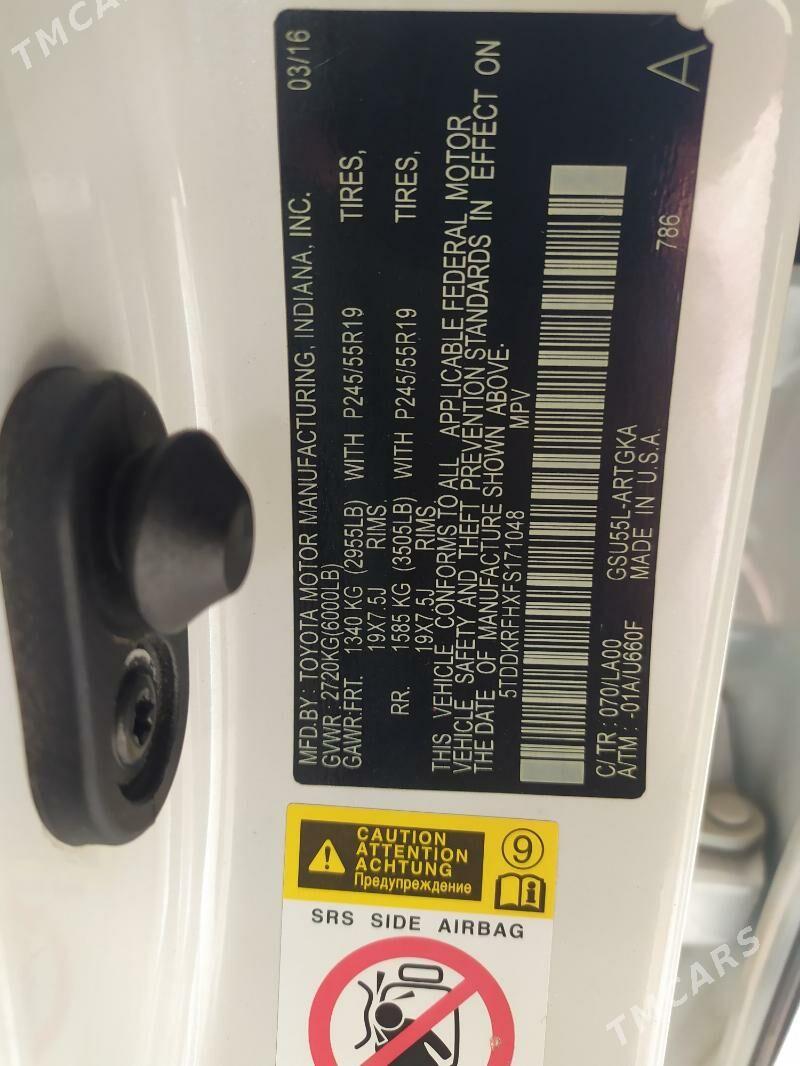 TMCARS
MFD.BY: TOYOTA MOTOR MANUFACTURING, INDIANA, INC. 03/16
GVWR: 2720KG(6000LB)
GAWR:FRT. 1340 KG (2955LB) WITH P245/55R19 TIRES,
19X7.5J RIMS.
RR. 1585 KG (3505LB) WITH P245/55R19 TIRES,
19X7.5J RIMS.
THIS VEHICLE CONFORMS TO ALL APPLICABLE FEDERAL MOTOR
VEHICLE SAFETY AND THEFT PREVENTION STANDARDS IN EFFECT ON
THE DATE OF MANUFACTURE SHOWN ABOVE.
5TDDKRFHXFS171048 MPV
C/TR: 070/LA00 GSU55L-ARTGKA 786
A/TM: -01A/U660F MADE IN U.S.A.
A
CAUTION
ATTENTION
ACHTUNG
Предупреждение
9
i
SRS SIDE AIRBAG
TMCARS